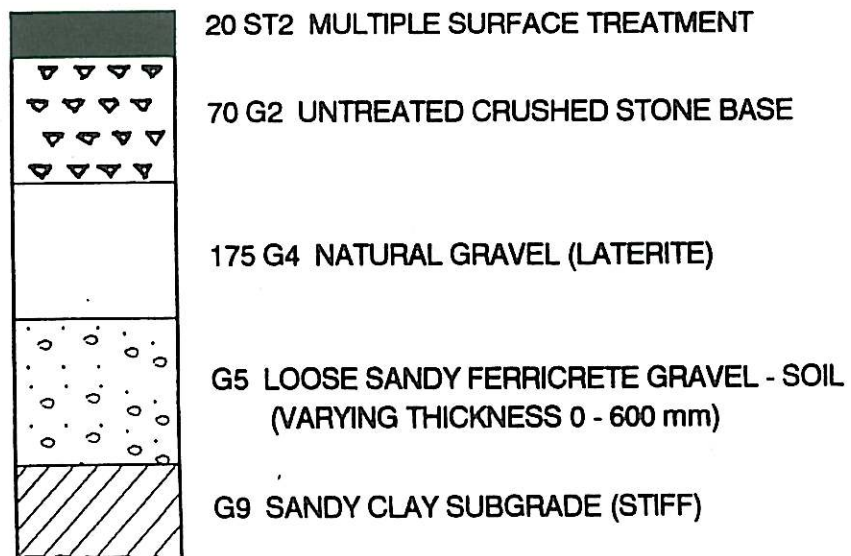 20 ST2 MULTIPLE SURFACE TREATMENT
70 G2 UNTREATED CRUSHED STONE BASE
175 G4 NATURAL GRAVEL (LATERITE)
G5 LOOSE SANDY FERRICRETE GRAVEL - SOIL
(VARYING THICKNESS 0 - 600 mm)
G9 SANDY CLAY SUBGRADE (STIFF)